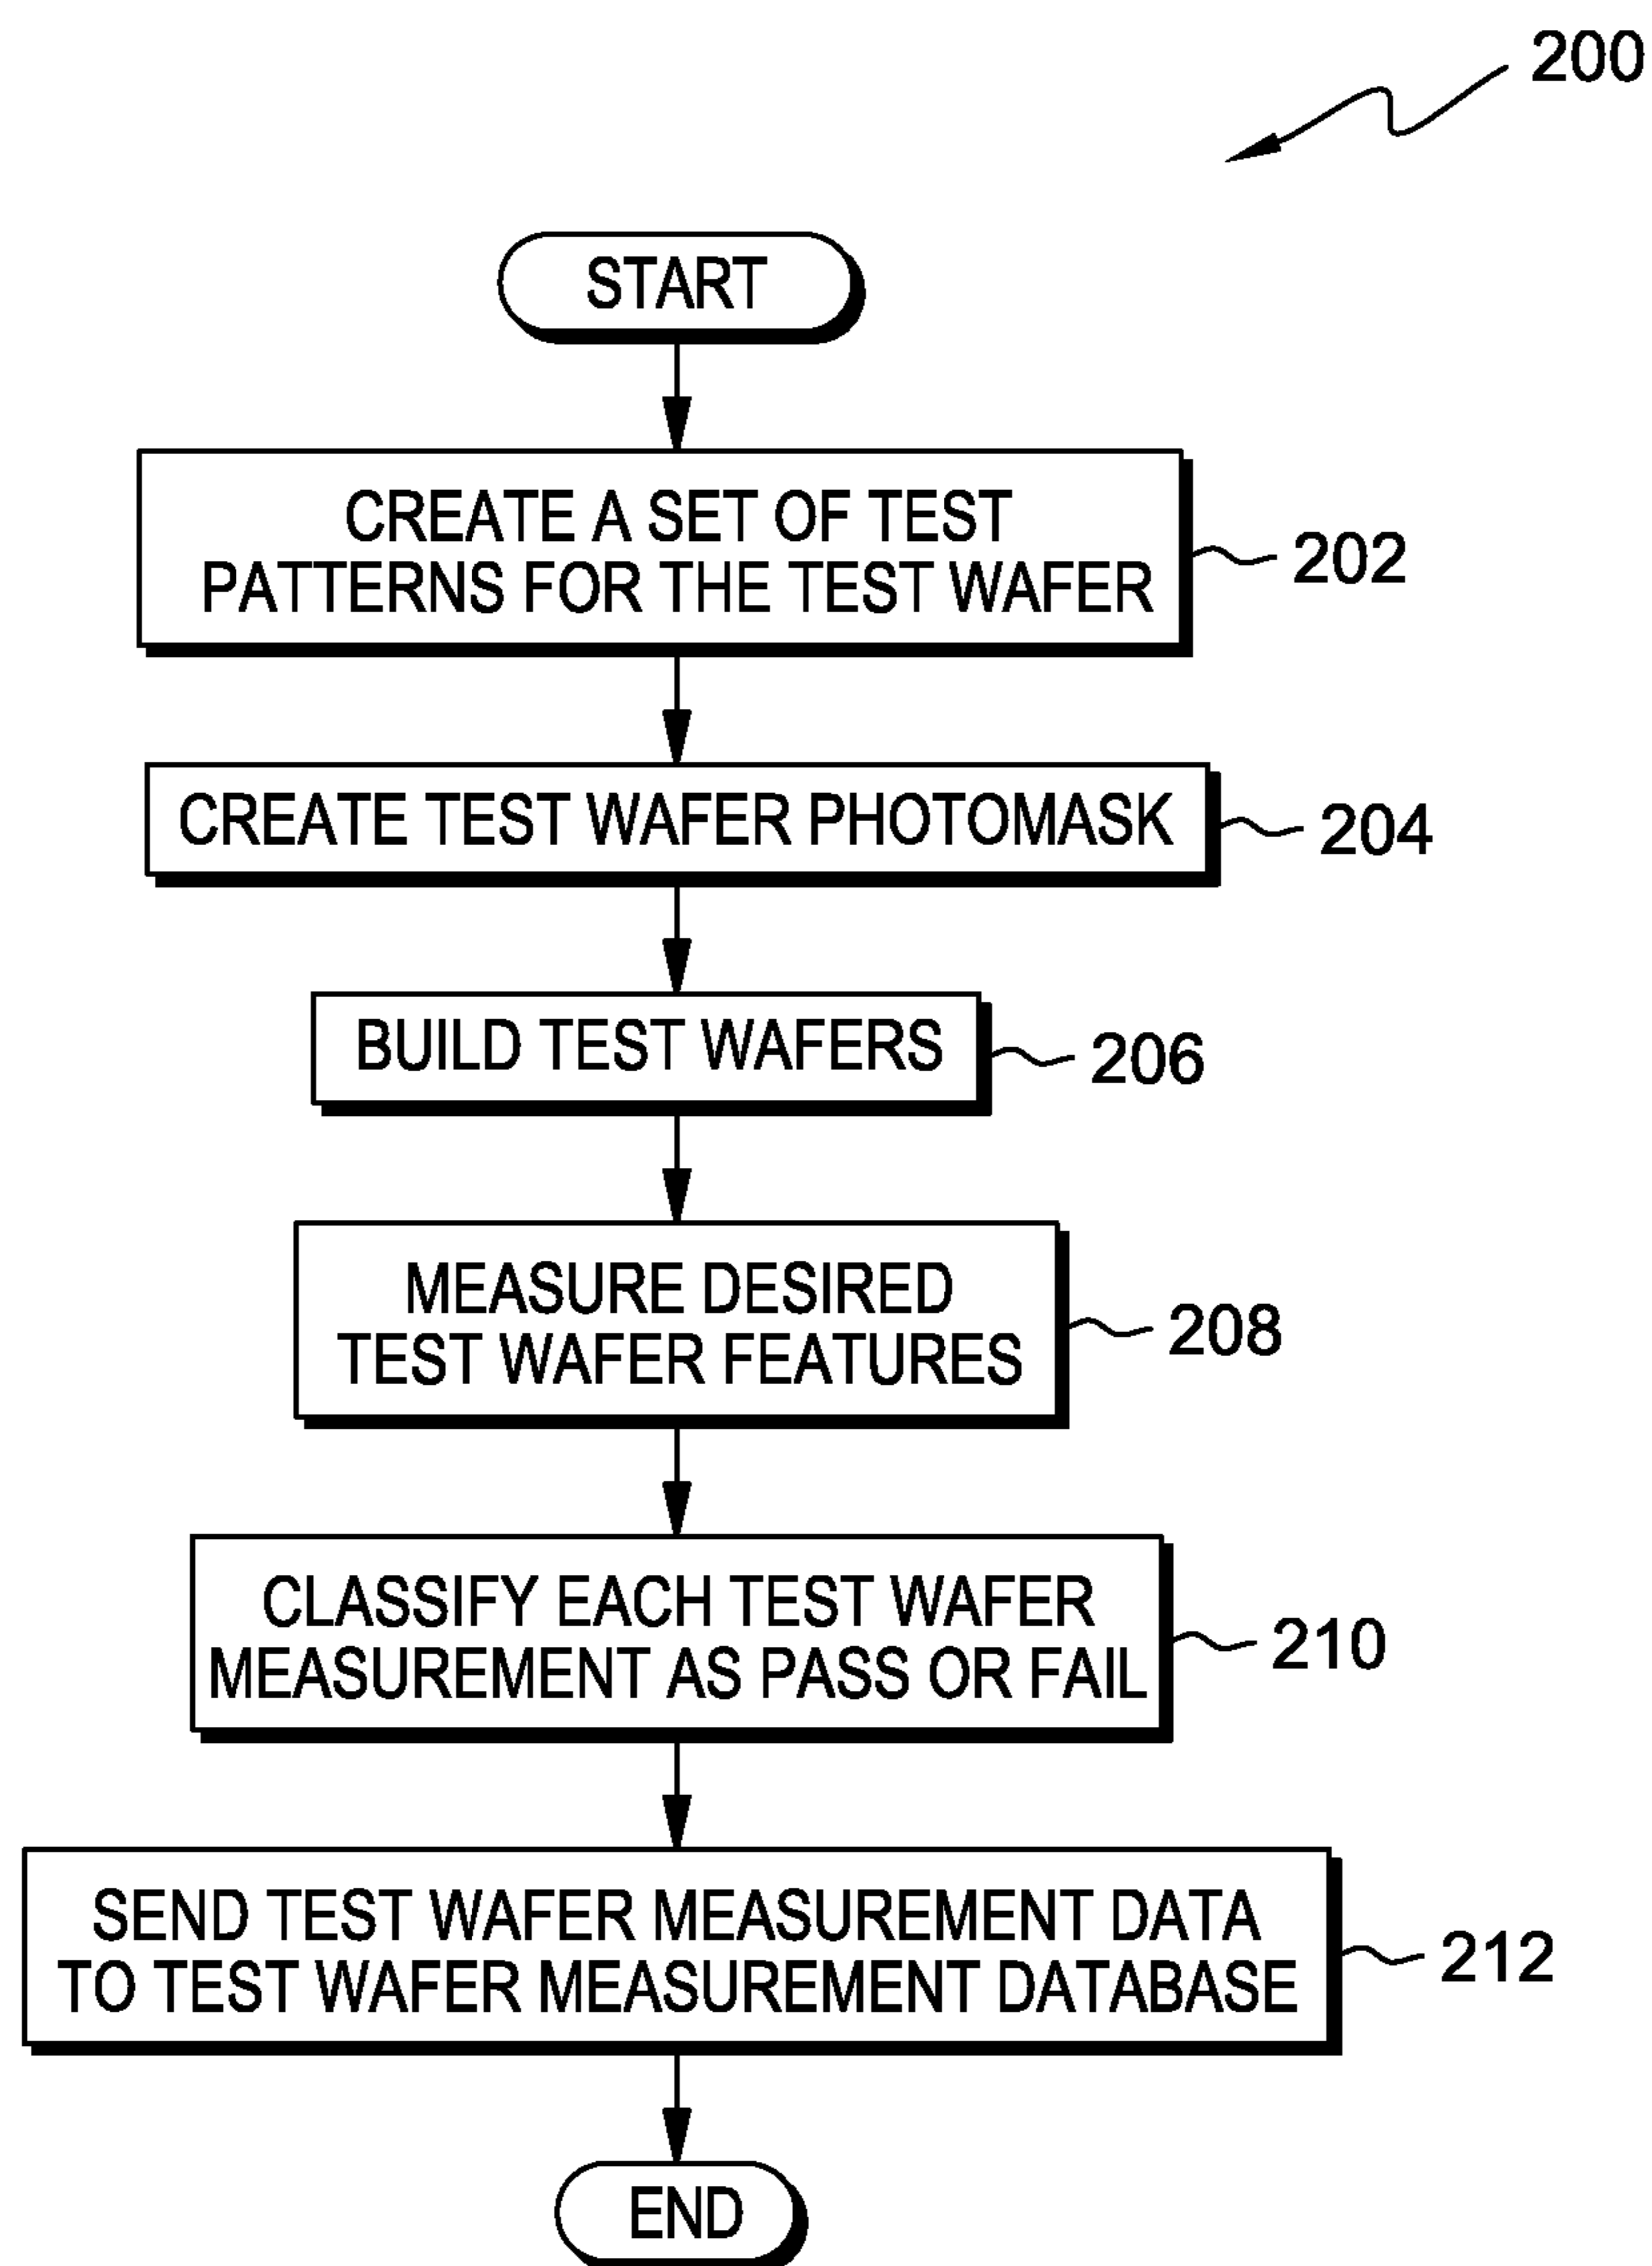 200
START
CREATE A SET OF TEST
PATTERNS FOR THE TEST WAFER
202
CREATE TEST WAFER PHOTOMASK
204
BUILD TEST WAFERS
206
MEASURE DESIRED
TEST WAFER FEATURES
208
CLASSIFY EACH TEST WAFER
MEASUREMENT AS PASS OR FAIL
210
SEND TEST WAFER MEASUREMENT DATA
TO TEST WAFER MEASUREMENT DATABASE
212
END